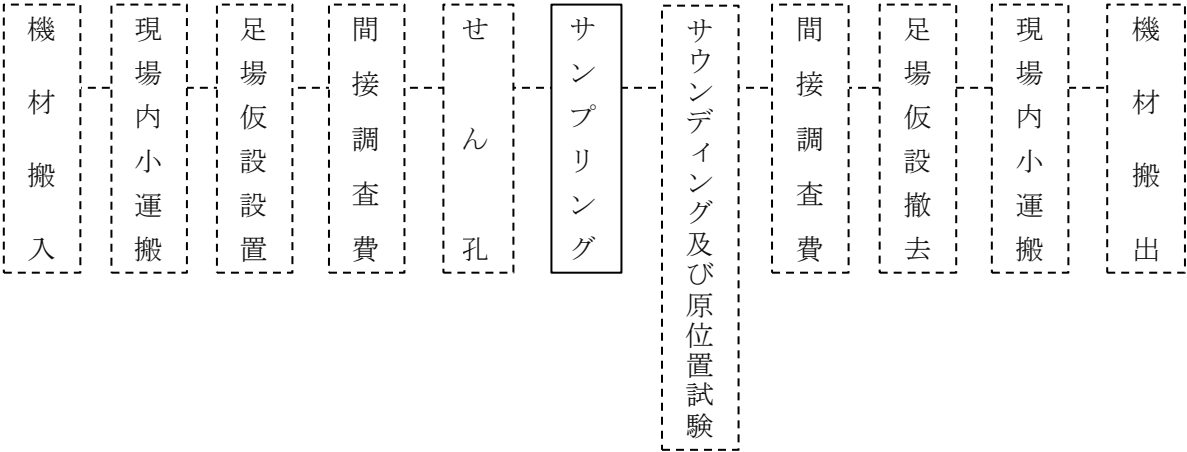 機材搬入
現場内小運搬
足場仮設設置
間接調査費
せん孔
サンプリング
サウンディング及び原位置試験
間接調査費
足場仮設撤去
現場内小運搬
機材搬出